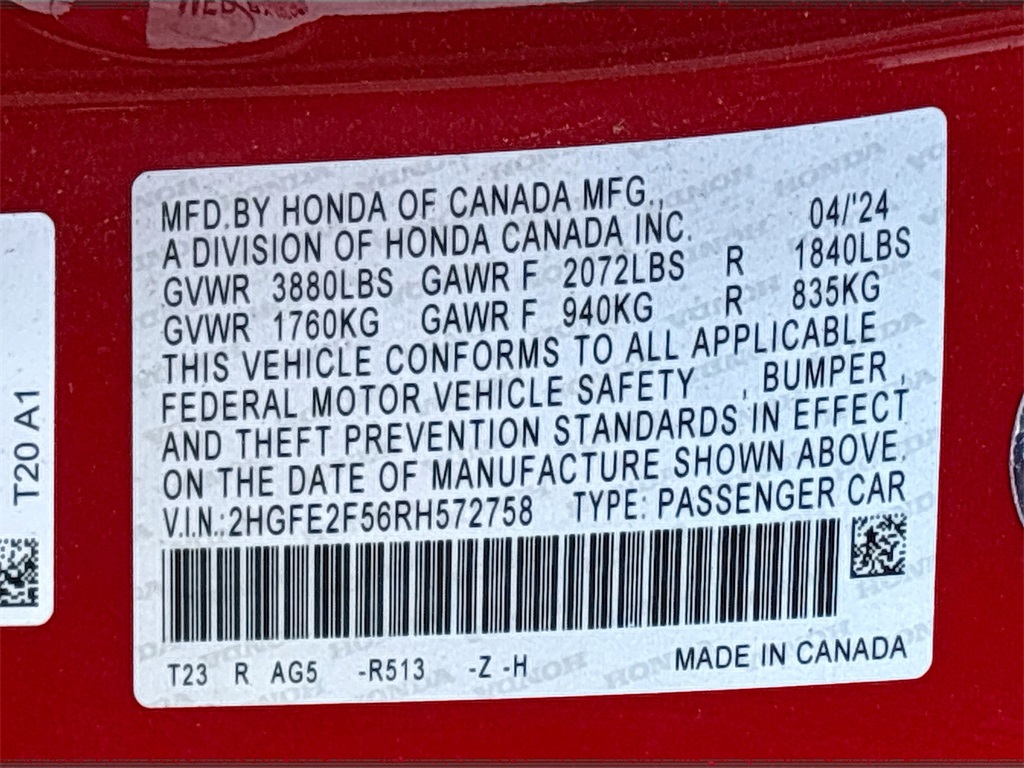 MFD.BY HONDA OF CANADA MFG.,
A DIVISION OF HONDA CANADA INC. 04/'24
GVWR 3880LBS GAWR F 2072LBS R 1840LBS
GVWR 1760KG GAWR F 940KG R 835KG
THIS VEHICLE CONFORMS TO ALL APPLICABLE
FEDERAL MOTOR VEHICLE SAFETY , BUMPER ,
AND THEFT PREVENTION STANDARDS IN EFFECT
ON THE DATE OF MANUFACTURE SHOWN ABOVE.
V.I.N.:2HGFE2F56RH572758 TYPE: PASSENGER CAR
T23 R AG5 -R513 -Z -H MADE IN CANADA
T20 A1